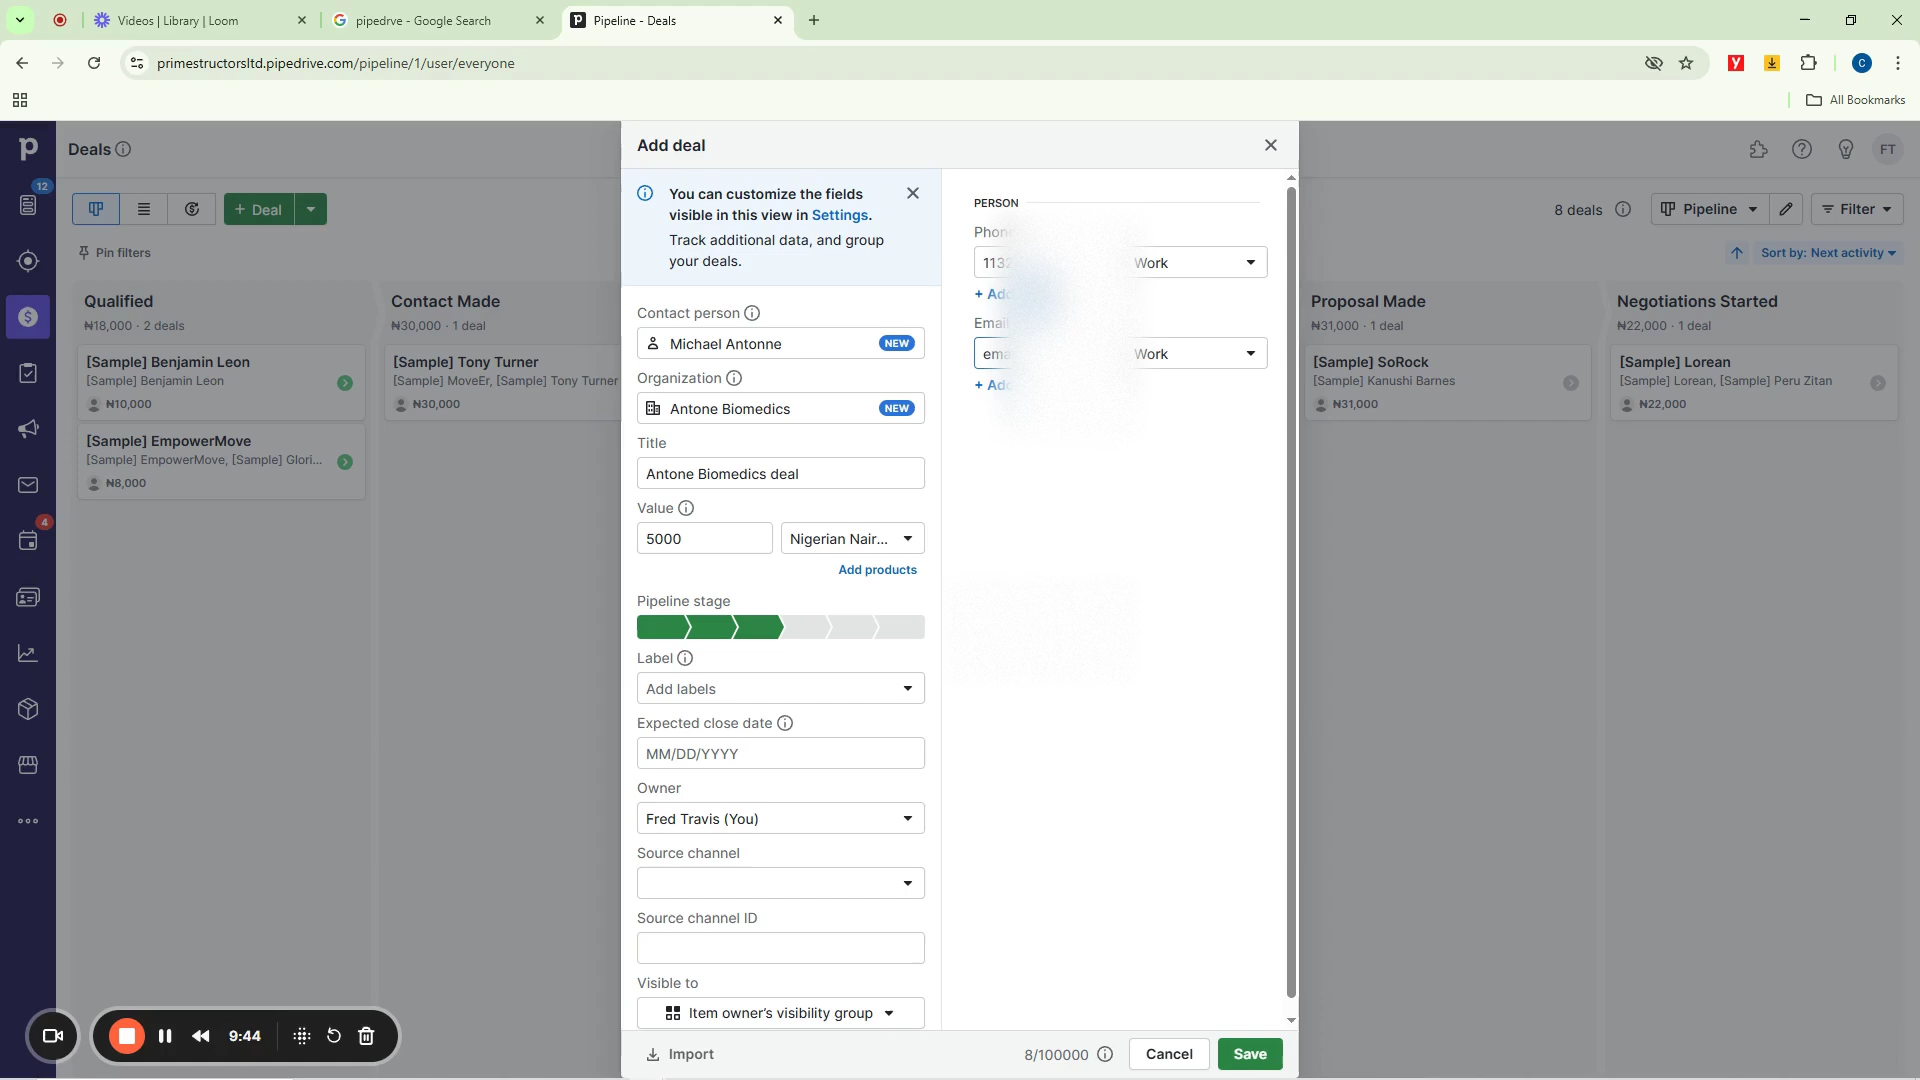 Videos | Library | Loom
pipedrve - Google Search
Pipeline - Deals
primestructorsltd.pipedrive.com/pipeline/1/user/everyone
y
C
All Bookmarks
p
Deals
FT
12
+ Deal
8 deals
Pipeline
Filter
Pin filters
Sort by: Next activity
Qualified
₦18,000 · 2 deals
[Sample] Benjamin Leon
[Sample] Benjamin Leon
₦10,000
[Sample] EmpowerMove
[Sample] EmpowerMove, [Sample] Glori...
₦8,000
Contact Made
₦30,000 · 1 deal
[Sample] Tony Turner
[Sample] MoveEr, [Sample] Tony Turner
₦30,000
Proposal Made
₦31,000 · 1 deal
[Sample] SoRock
[Sample] Kanushi Barnes
₦31,000
Negotiations Started
₦22,000 · 1 deal
[Sample] Lorean
[Sample] Lorean, [Sample] Peru Zitan
₦22,000
4
Add deal
You can customize the fields
visible in this view in Settings.
Track additional data, and group
your deals.
Contact person
Michael Antonne
NEW
Organization
Antone Biomedics
NEW
Title
Antone Biomedics deal
Value
5000
Nigerian Nair...
Add products
Pipeline stage
Label
Add labels
Expected close date
MM/DD/YYYY
Owner
Fred Travis (You)
Source channel
Source channel ID
Visible to
Item owner's visibility group
PERSON
Phon
1132
Work
+ Add
Email
ema
Work
+ Add
Import
8/100000
Cancel
Save
9:44